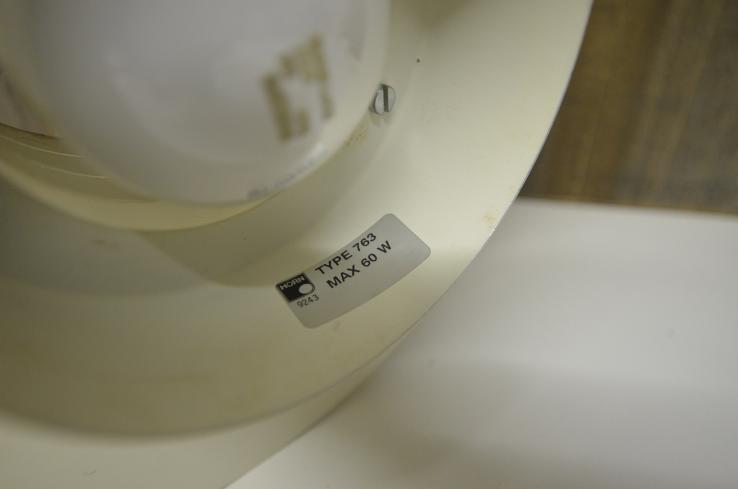 TYPE 763
MAX 60 W
HORN
9243